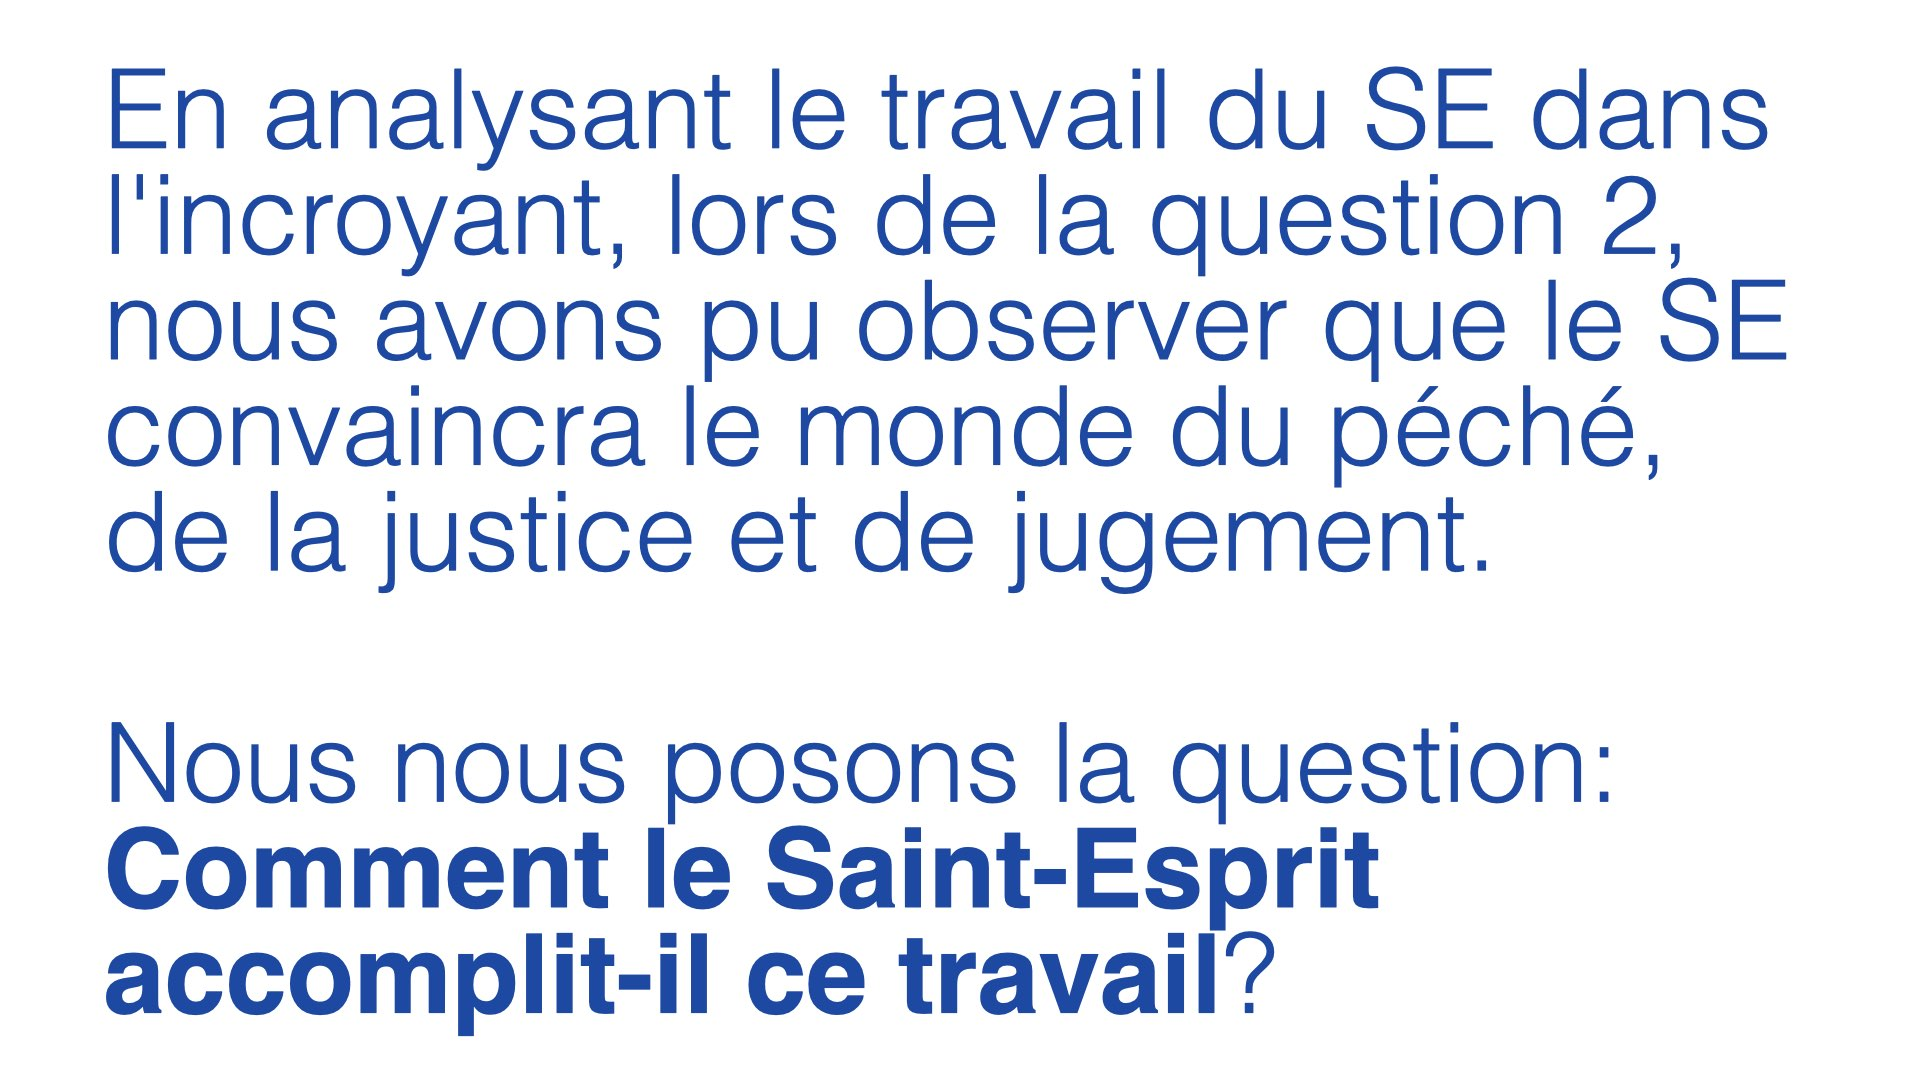 En analysant le travail du SE dans
l'incroyant, lors de la question 2,
nous avons pu observer que le SE
convaincra le monde du péché,
de la justice et de jugement.
Nous nous posons la question:
Comment le Saint-Esprit
accomplit-il ce travail?